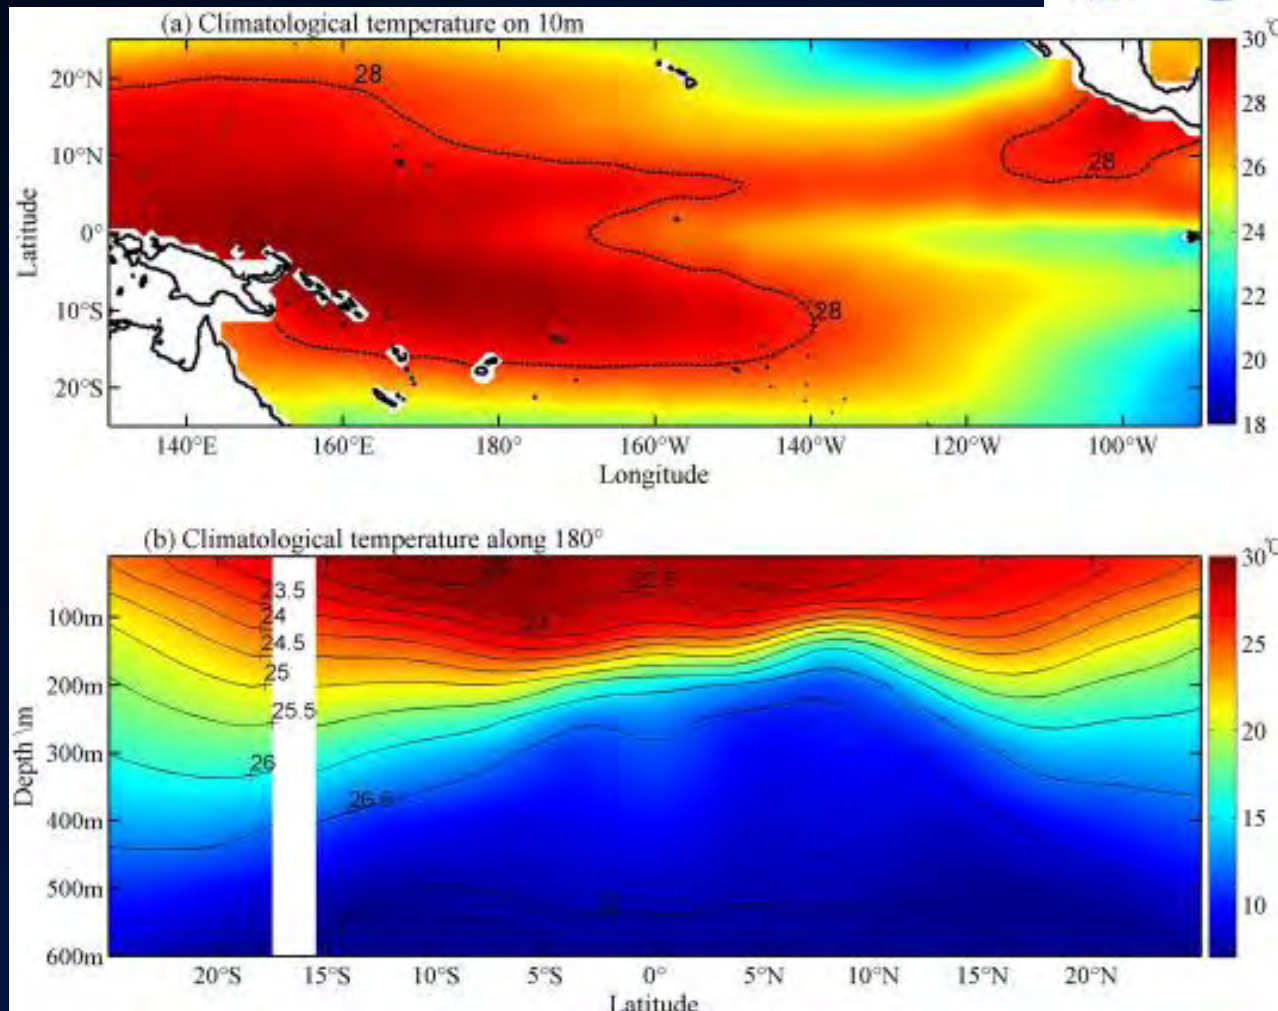 (a) Climatological temperature on 10m
30℃
28
26
24
22
20
18
20°N
10°N
0°
10°S
20°S
Latitude
28
28
28
140°E
160°E
180°
160°W
140°W
120°W
100°W
Longitude
(b) Climatological temperature along 180°
30℃
25
20
15
10
100m
200m
300m
400m
500m
600m
Depth \m
3.5
24
24.5
25
25.5
26
26.6
20°S
15°S
10°S
5°S
0°
5°N
10°N
15°N
20°N
Latitude